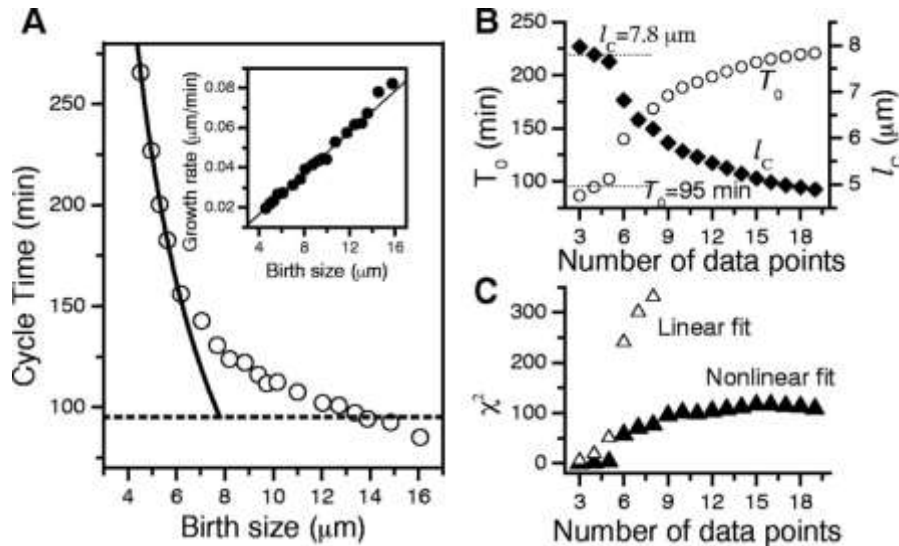 A
Cycle Time (min)
250
200
150
100
4 6 8 10 12 14 16
Birth size (μm)
Growth rate (μm/min)
0.08
0.06
0.04
0.02
4 8 12 16
Birth size (μm)
B
T₀ (min)
250
200
150
100
l_c=7.8 μm
T₀
l_c
T₀=95 min
8
7
6
5
l_c (μm)
3 6 9 12 15 18
Number of data points
C
χ²
300
200
100
0
Linear fit
Nonlinear fit
3 6 9 12 15 18
Number of data points